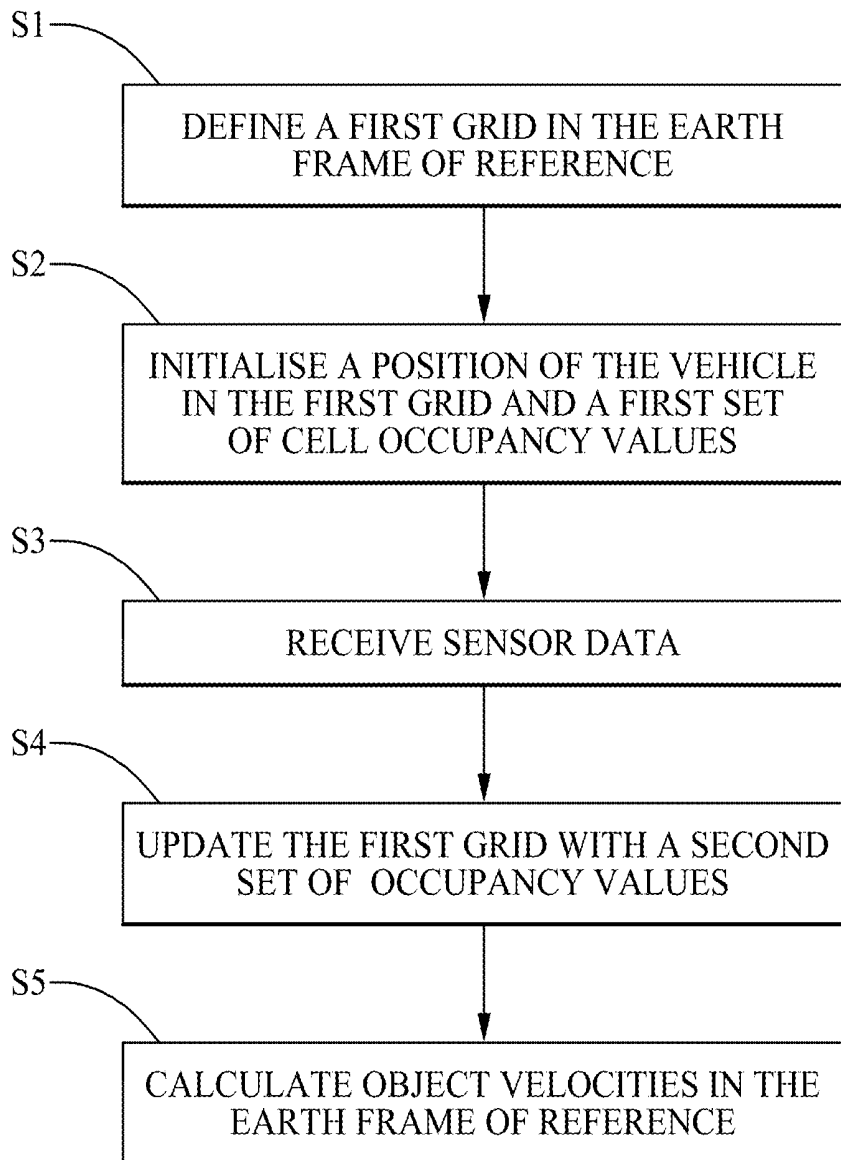 S1
DEFINE A FIRST GRID IN THE EARTH
FRAME OF REFERENCE
S2
INITIALISE A POSITION OF THE VEHICLE
IN THE FIRST GRID AND A FIRST SET
OF CELL OCCUPANCY VALUES
S3
RECEIVE SENSOR DATA
S4
UPDATE THE FIRST GRID WITH A SECOND
SET OF OCCUPANCY VALUES
S5
CALCULATE OBJECT VELOCITIES IN THE
EARTH FRAME OF REFERENCE